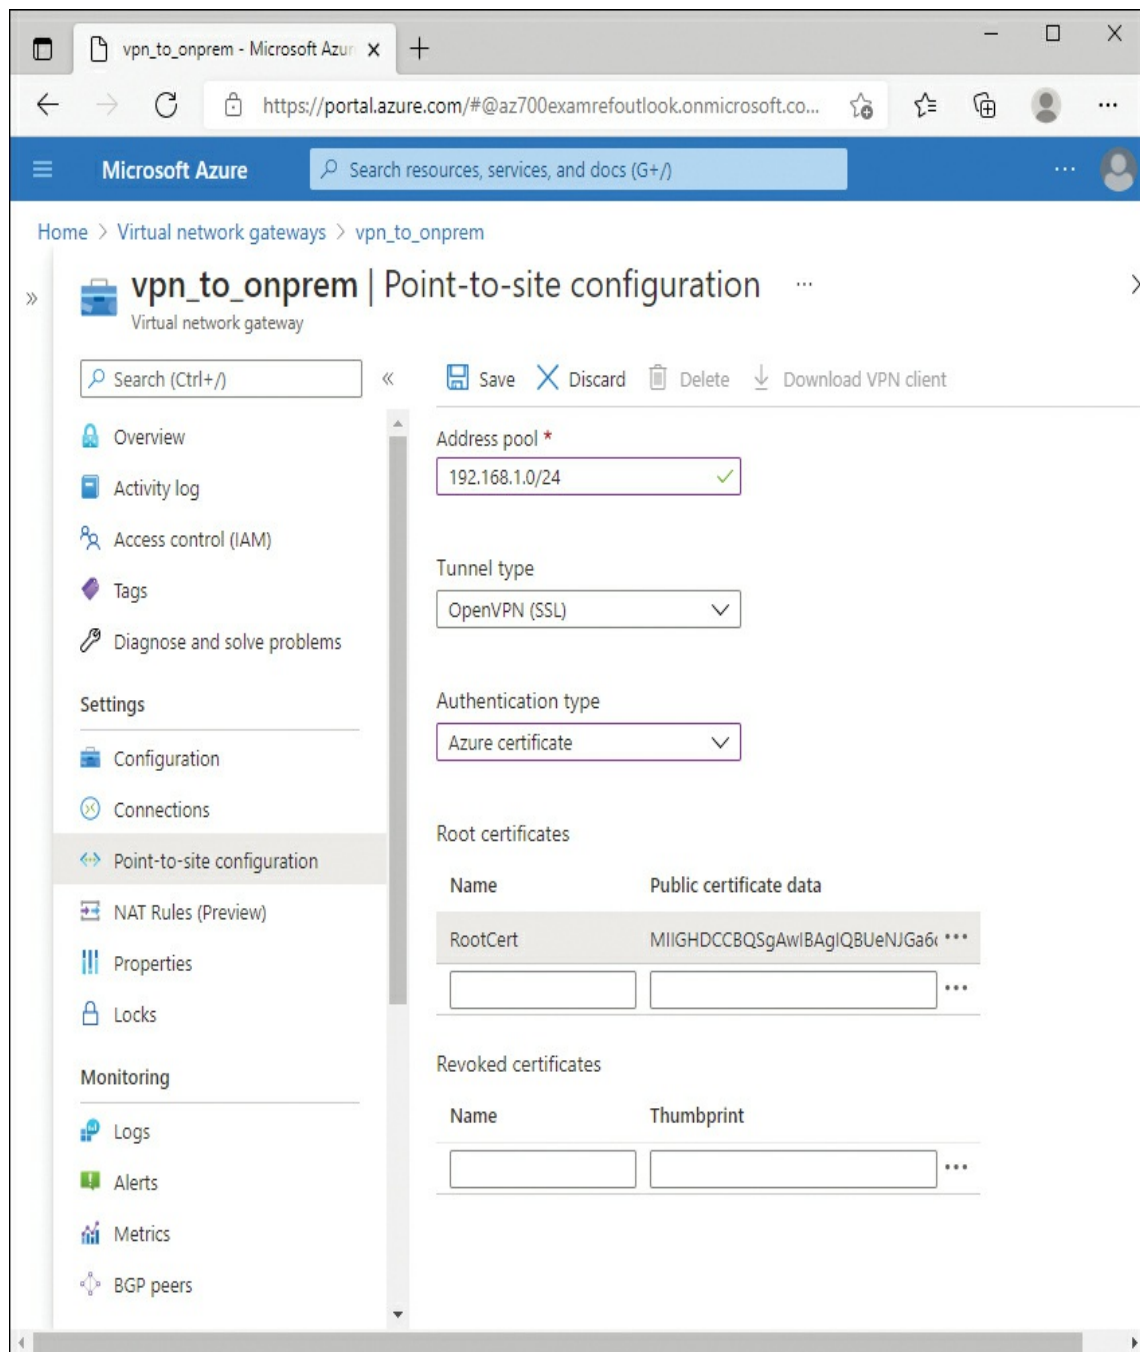 vpn_to_onprem - Microsoft Azur
https://portal.azure.com/#@az700examrefoutlook.onmicrosoft.co...
Microsoft Azure
Search resources, services, and docs (G+/)
Home > Virtual network gateways > vpn_to_onprem
vpn_to_onprem | Point-to-site configuration ...
Virtual network gateway
Search (Ctrl+/)
Overview
Activity log
Access control (IAM)
Tags
Diagnose and solve problems
Settings
Configuration
Connections
Point-to-site configuration
NAT Rules (Preview)
Properties
Locks
Monitoring
Logs
Alerts
Metrics
BGP peers
Save Discard Delete Download VPN client
Address pool *
192.168.1.0/24
Tunnel type
OpenVPN (SSL)
Authentication type
Azure certificate
Root certificates
Name Public certificate data
RootCert
Revoked certificates
Name Thumbprint